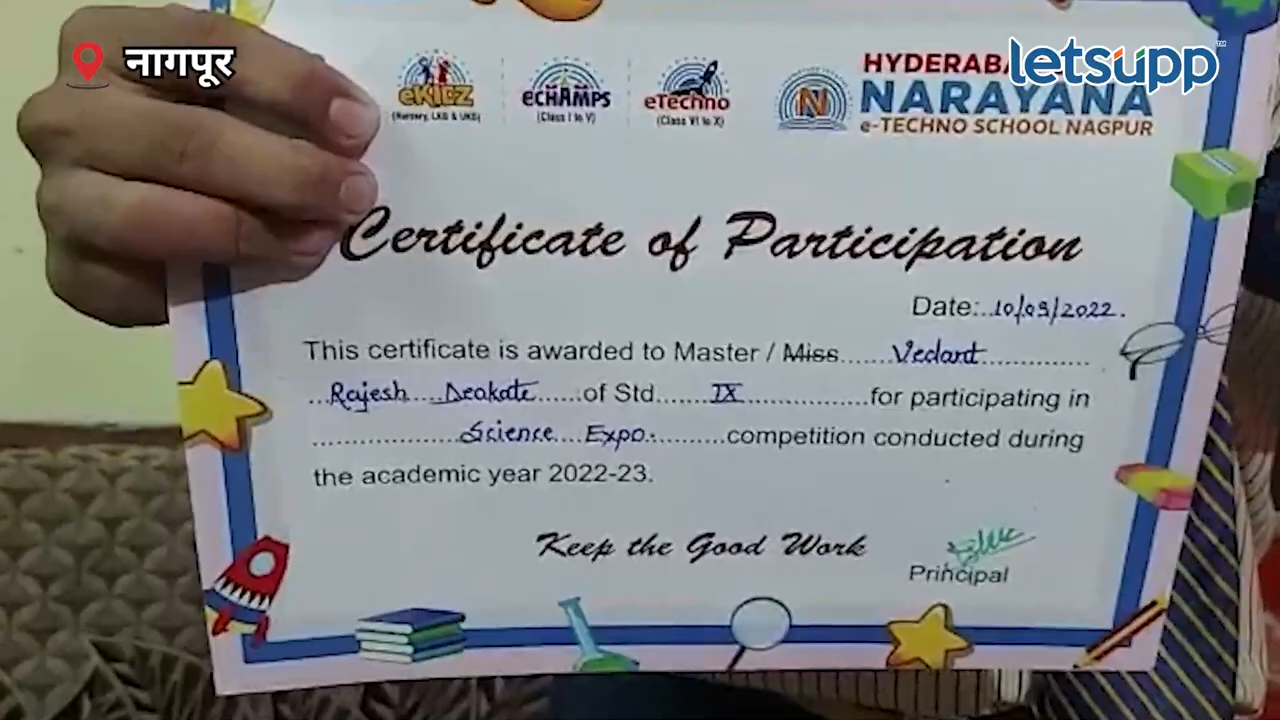 नागपूर
letsupp™
eKIDZ
(Nursery, LKG & UKG)
eCHAMPS
(Class I to V)
eTechno
(Class VI to X)
N
NARAYANA
e-TECHNO SCHOOL NAGPUR
Certificate of Participation
Date:..10/09/2022.
This certificate is awarded to Master / Miss......Vedant................
...Rajesh....Deokate......of Std.......IX...............for participating in
....................Science....Expo..........competition conducted during
the academic year 2022-23.
Keep the Good Work
Principal